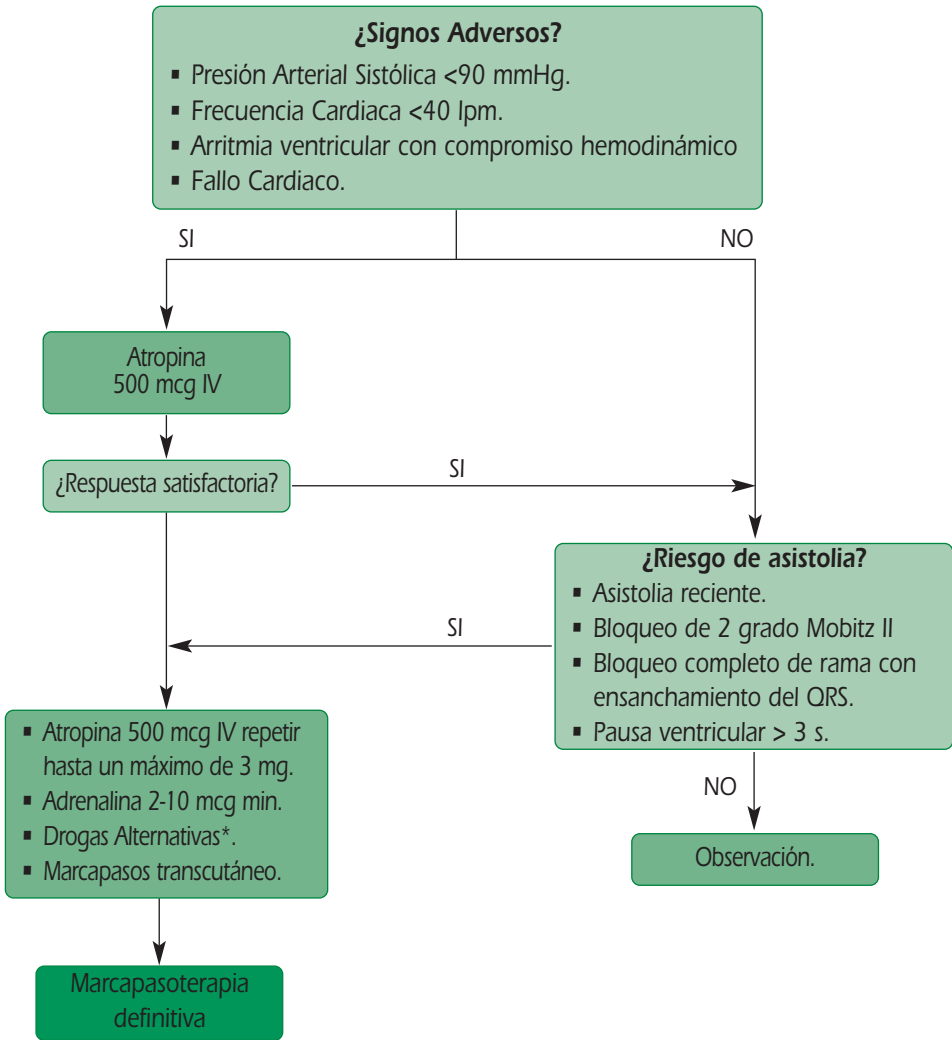 ¿Signos Adversos?
▪ Presión Arterial Sistólica <90 mmHg.
▪ Frecuencia Cardiaca <40 lpm.
▪ Arritmia ventricular con compromiso hemodinámico
▪ Fallo Cardiaco.
SI
NO
Atropina
500 mcg IV
¿Respuesta satisfactoria?
SI
¿Riesgo de asistolia?
▪ Asistolia reciente.
▪ Bloqueo de 2 grado Mobitz II
▪ Bloqueo completo de rama con
ensanchamiento del QRS.
▪ Pausa ventricular > 3 s.
SI
▪ Atropina 500 mcg IV repetir
hasta un máximo de 3 mg.
▪ Adrenalina 2-10 mcg min.
▪ Drogas Alternativas*.
▪ Marcapasos transcutáneo.
NO
Observación.
Marcapasoterapia
definitiva